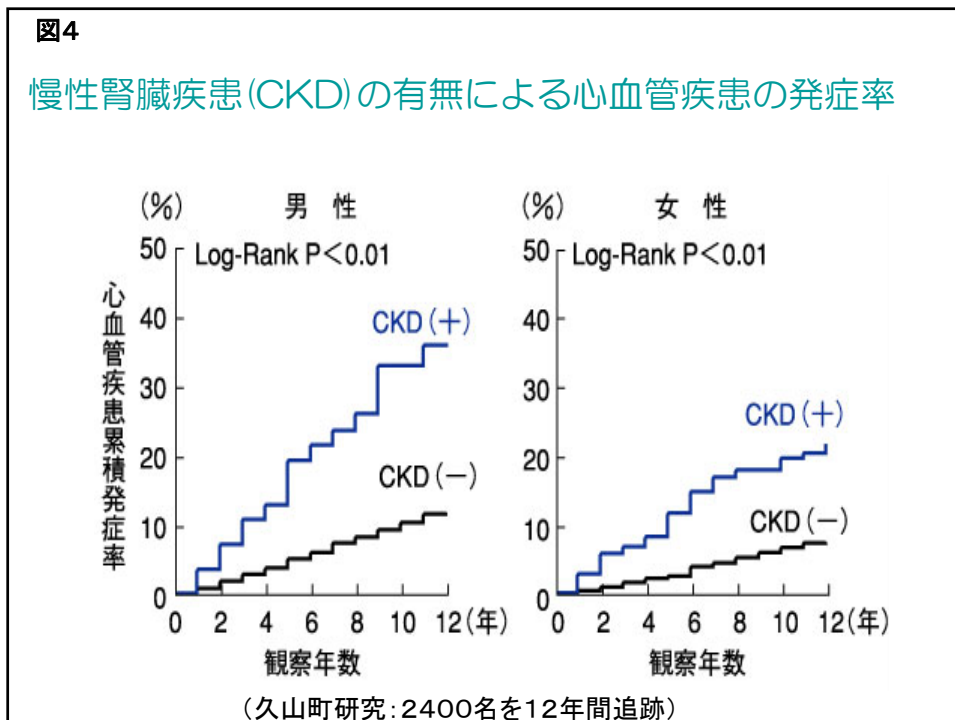 図4
慢性腎臓疾患(CKD)の有無による心血管疾患の発症率
(%) 男 性
Log-Rank P<0.01
50
40
30
20
10
0
心血管疾患累積発症率
CKD(+)
CKD(-)
0 2 4 6 8 10 12(年)
観察年数
(%) 女 性
Log-Rank P<0.01
50
40
30
20
10
0
CKD(+)
CKD(-)
0 2 4 6 8 10 12(年)
観察年数
(久山町研究:2400名を12年間追跡)